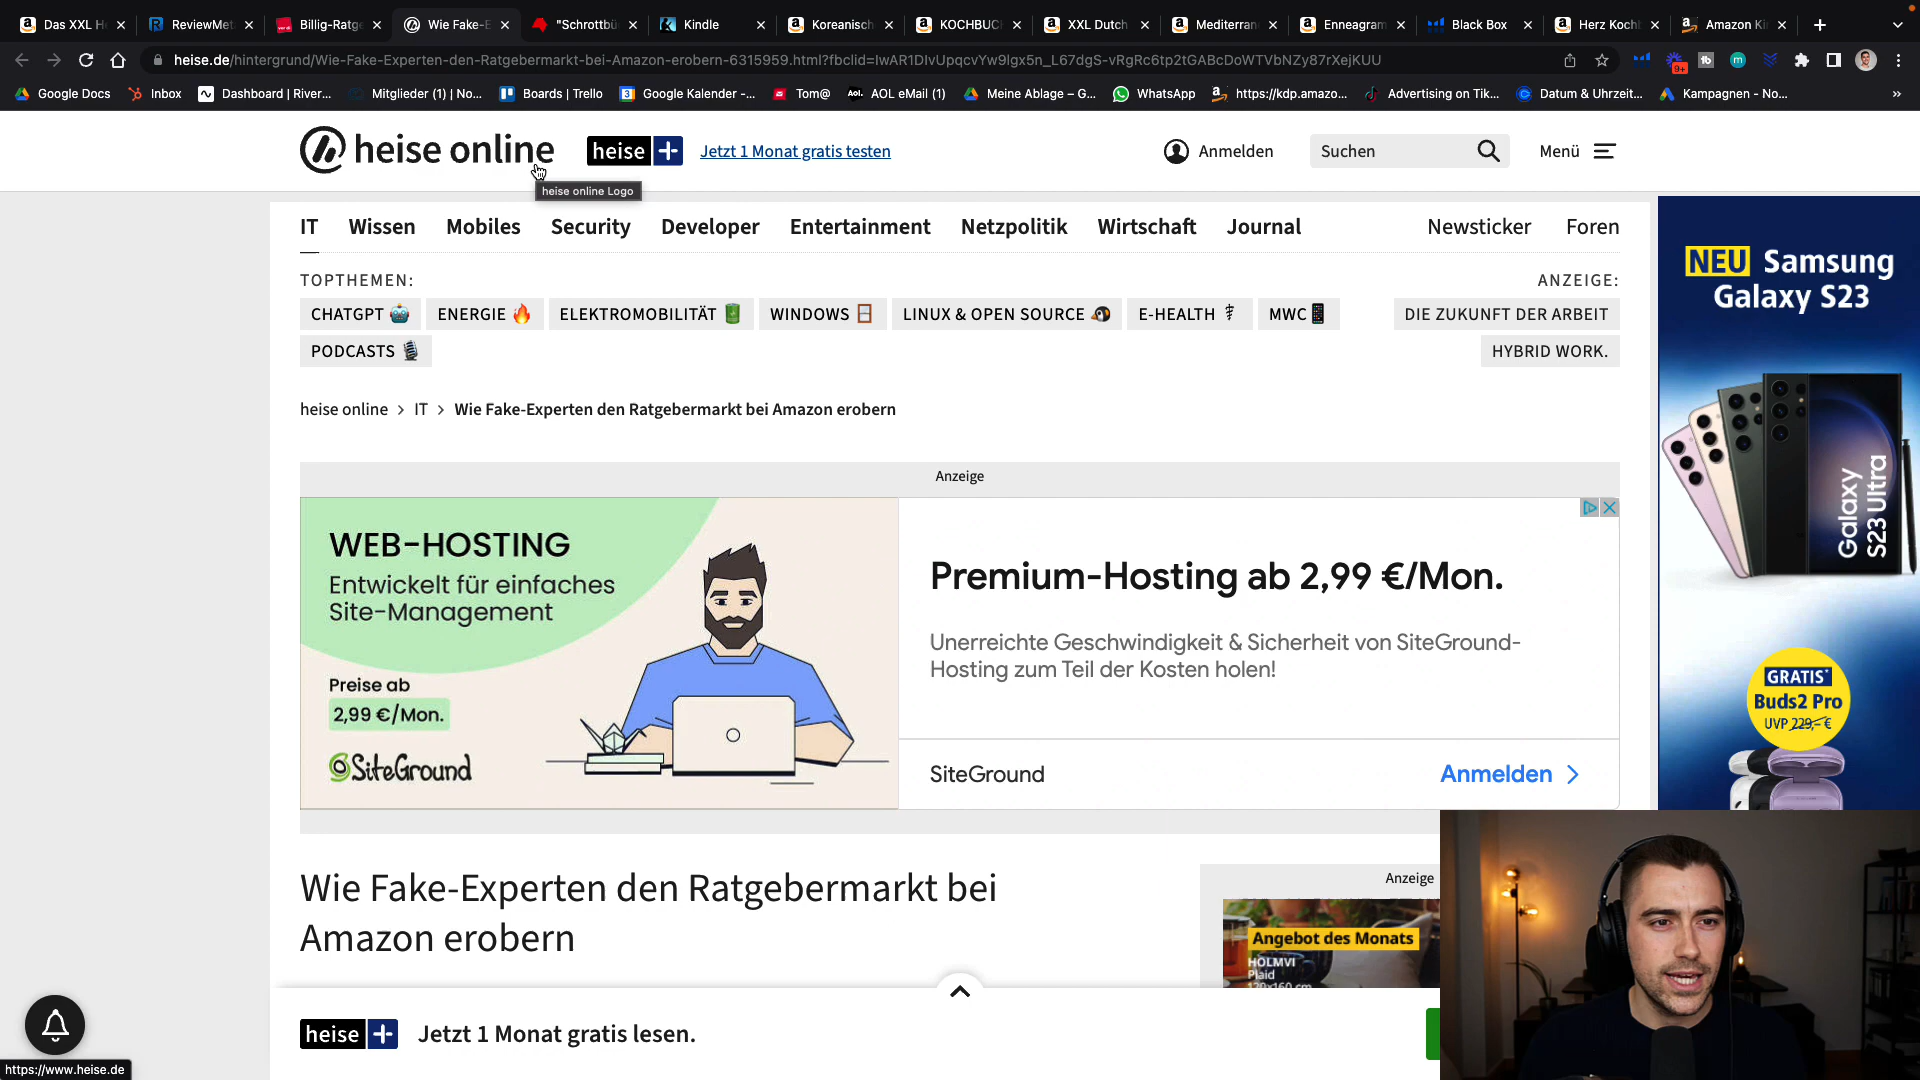 Das XXL H
ReviewMeta
Billig-Ratge
Wie Fake-E
"Schrottbü
Kindle
Koreanisch
KOCHBUC
XXL Dutch
Mediterran
Enneagram
Black Box
Herz Koch
Amazon Ki
heise.de/hintergrund/Wie-Fake-Experten-den-Ratgebermarkt-bei-Amazon-erobern-6315959.html?fbclid=IwAR1DIvUpqcvYw9lgx5n_L67dgS-vRgRc6tp2tGABcDoWTVbNZy87rXejKUU
9+
Google Docs
Inbox
Dashboard | River...
Mitglieder (1) | No...
Boards | Trello
Google Kalender -...
Tom@
AOL eMail (1)
Meine Ablage – G...
WhatsApp
https://kdp.amazo...
Advertising on Tik...
Datum & Uhrzeit...
Kampagnen - No...
heise online
heise+
Jetzt 1 Monat gratis testen
Anmelden
Suchen
Menü
heise online Logo
IT
Wissen
Mobiles
Security
Developer
Entertainment
Netzpolitik
Wirtschaft
Journal
Newsticker
Foren
TOPTHEMEN:
ANZEIGE:
CHATGPT 🤖
ENERGIE 🔥
ELEKTROMOBILITÄT 🔋
WINDOWS 🪟
LINUX & OPEN SOURCE 🐧
E-HEALTH ⚕
MWC📱
DIE ZUKUNFT DER ARBEIT
PODCASTS 🎙
HYBRID WORK.
heise online > IT > Wie Fake-Experten den Ratgebermarkt bei Amazon erobern
Anzeige
WEB-HOSTING
Entwickelt für einfaches
Site-Management
Preise ab
2,99 €/Mon.
SiteGround
Premium-Hosting ab 2,99 €/Mon.
Unerreichte Geschwindigkeit & Sicherheit von SiteGround-
Hosting zum Teil der Kosten holen!
SiteGround
Anmelden
NEU Samsung
Galaxy S23
Galaxy
S23 Ultra
GRATIS*
Buds2 Pro
UVP 229,– €
Wie Fake-Experten den Ratgebermarkt bei
Amazon erobern
Anzeige
Angebot des Monats
HOLMVI
Plaid
120x160 cm
heise+
Jetzt 1 Monat gratis lesen.
https://www.heise.de